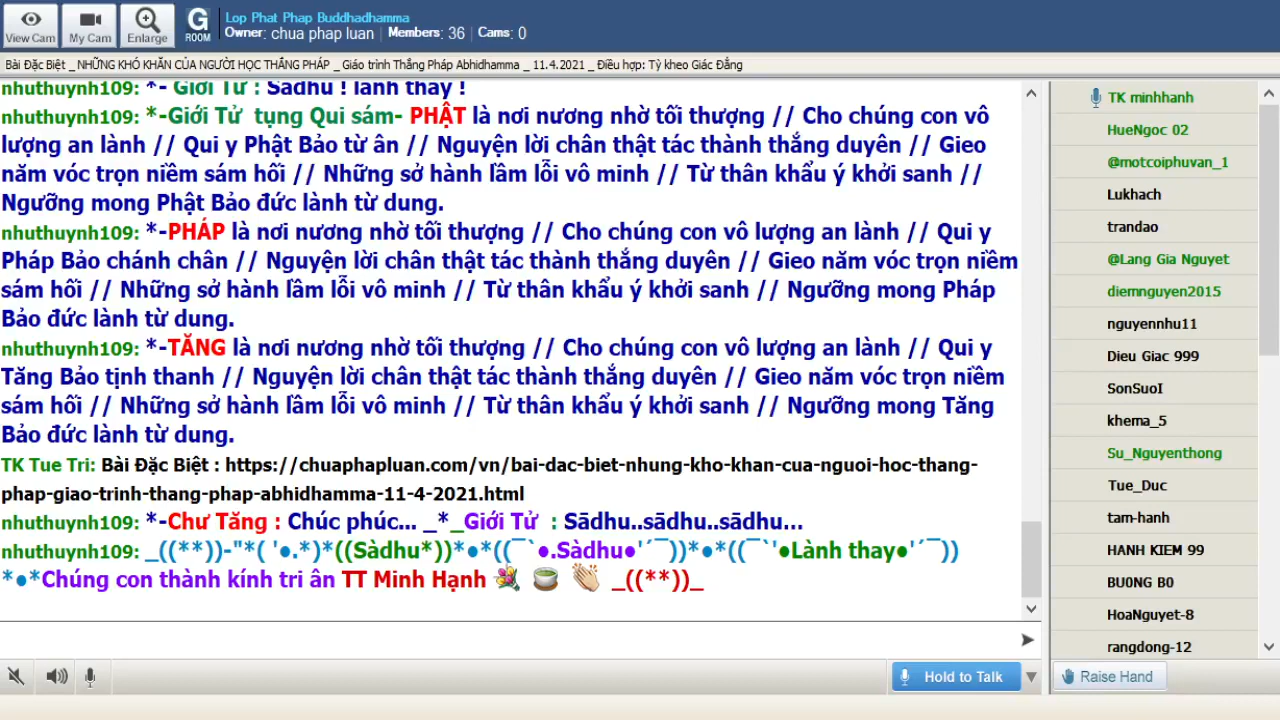 View Cam
My Cam
Enlarge
G
ROOM
Lop Phat Phap Buddhadhamma
Owner: chua phap luan | Members: 36 | Cams: 0
Bài Đặc Biệt _ NHỮNG KHÓ KHĂN CỦA NGƯỜI HỌC THẮNG PHÁP _ Giáo trình Thắng Pháp Abhidhamma _ 11.4.2021 _ Điều hợp: Tỳ kheo Giác Đẳng
nhuthuynh109: *- Giới Tử : Sādhu ! lành thay !
nhuthuynh109: *-Giới Tử tụng Qui sám- PHẬT là nơi nương nhờ tối thượng // Cho chúng con vô
lượng an lành // Qui y Phật Bảo từ ân // Nguyện lời chân thật tác thành thắng duyên // Gieo
năm vóc trọn niềm sám hối // Những sở hành lầm lỗi vô minh // Từ thân khẩu ý khởi sanh //
Ngưỡng mong Phật Bảo đức lành từ dung.
nhuthuynh109: *-PHÁP là nơi nương nhờ tối thượng // Cho chúng con vô lượng an lành // Qui y
Pháp Bảo chánh chân // Nguyện lời chân thật tác thành thắng duyên // Gieo năm vóc trọn niềm
sám hối // Những sở hành lầm lỗi vô minh // Từ thân khẩu ý khởi sanh // Ngưỡng mong Pháp
Bảo đức lành từ dung.
nhuthuynh109: *-TĂNG là nơi nương nhờ tối thượng // Cho chúng con vô lượng an lành // Qui y
Tăng Bảo tịnh thanh // Nguyện lời chân thật tác thành thắng duyên // Gieo năm vóc trọn niềm
sám hối // Những sở hành lầm lỗi vô minh // Từ thân khẩu ý khởi sanh // Ngưỡng mong Tăng
Bảo đức lành từ dung.
TK Tue Tri: Bài Đặc Biệt : https://chuaphapluan.com/vn/bai-dac-biet-nhung-kho-khan-cua-nguoi-hoc-thang-
phap-giao-trinh-thang-phap-abhidhamma-11-4-2021.html
nhuthuynh109: *-Chư Tăng : Chúc phúc... _*_Giới Tử : Sādhu..sādhu..sādhu...
nhuthuynh109: _((**))-"*( '●.*)*((Sàdhu*))*●*((¯`●.Sàdhu●'´¯))*●*((¯`'●Lành thay●'´¯))
*●*Chúng con thành kính tri ân TT Minh Hạnh 💐 🍵 👏 _((**))_
Hold to Talk
TK minhhanh
HueNgoc 02
@motcoiphuvan_1
Lukhach
trandao
@Lang Gia Nguyet
diemnguyen2015
nguyennhu11
Dieu Giac 999
SonSuoI
khema_5
Su_Nguyenthong
Tue_Duc
tam-hanh
HANH KIEM 99
BU0NG B0
HoaNguyet-8
rangdong-12
Raise Hand